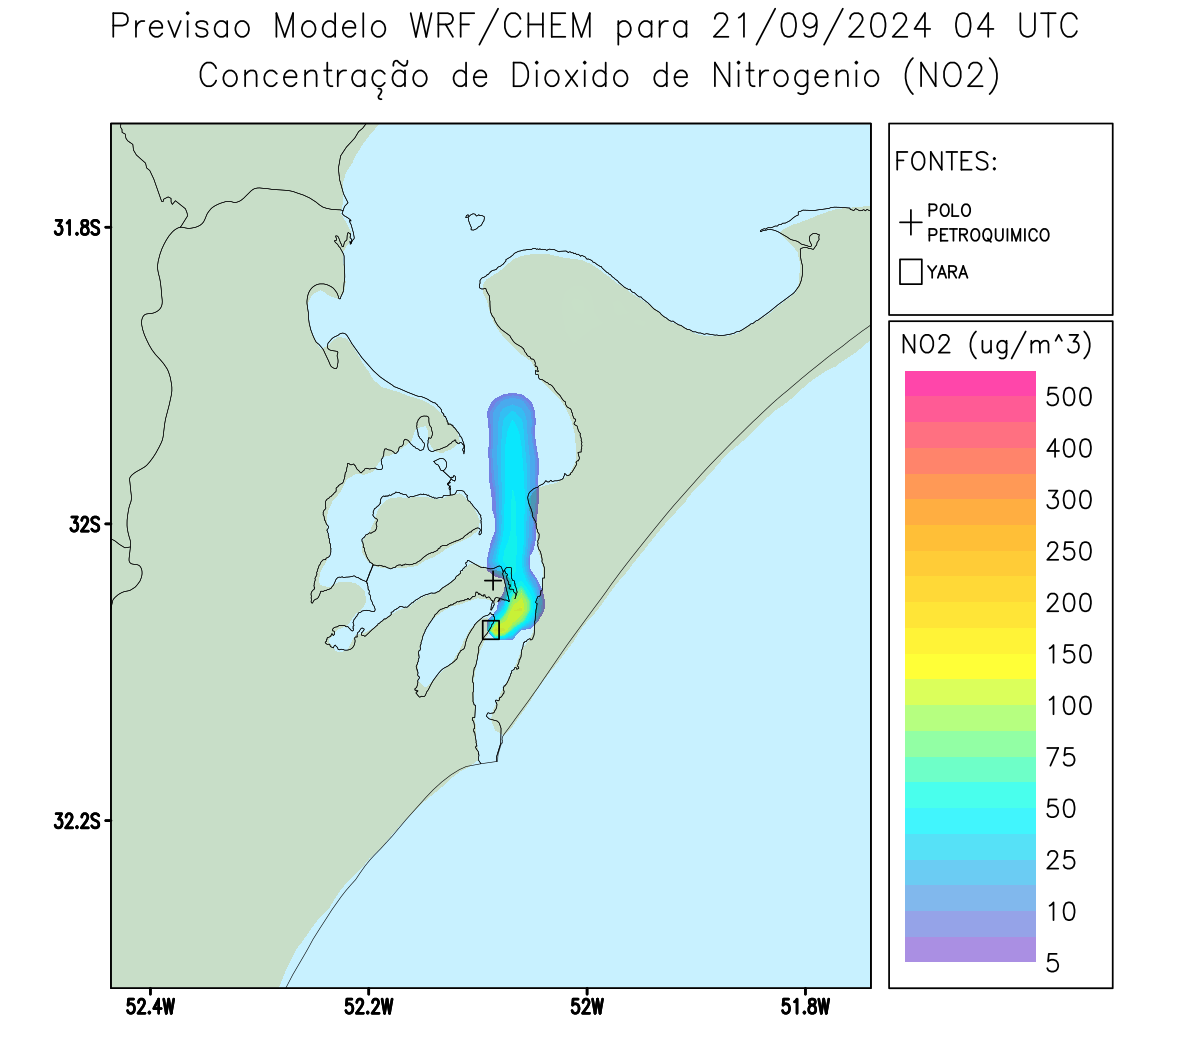 Previsao Modelo WRF/CHEM para 21/09/2024 04 UTC
Concentração de Dioxido de Nitrogenio (NO2)
FONTES:
POLO
PETROQUIMICO
YARA
NO2 (ug/m^3)
500
400
300
250
200
150
100
75
50
25
10
5
31.8S
32S
32.2S
52.4W
52.2W
52W
51.8W